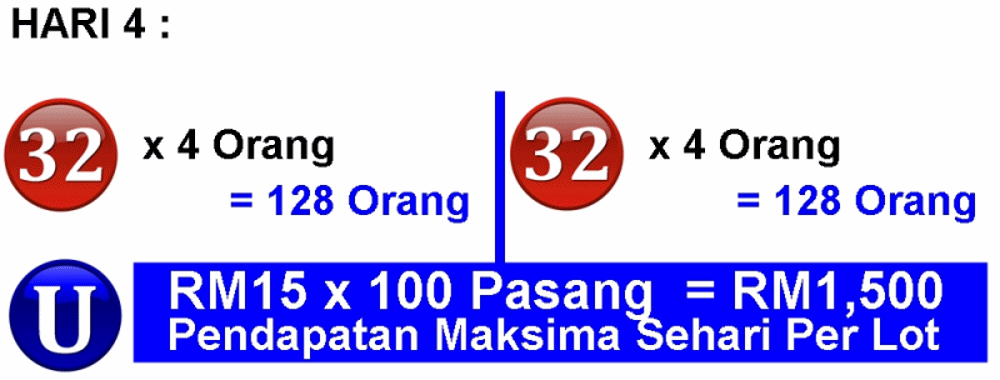 HARI 4 :
32 x 4 Orang
= 128 Orang
32 x 4 Orang
= 128 Orang
U
RM15 x 100 Pasang = RM1,500
Pendapatan Maksima Sehari Per Lot